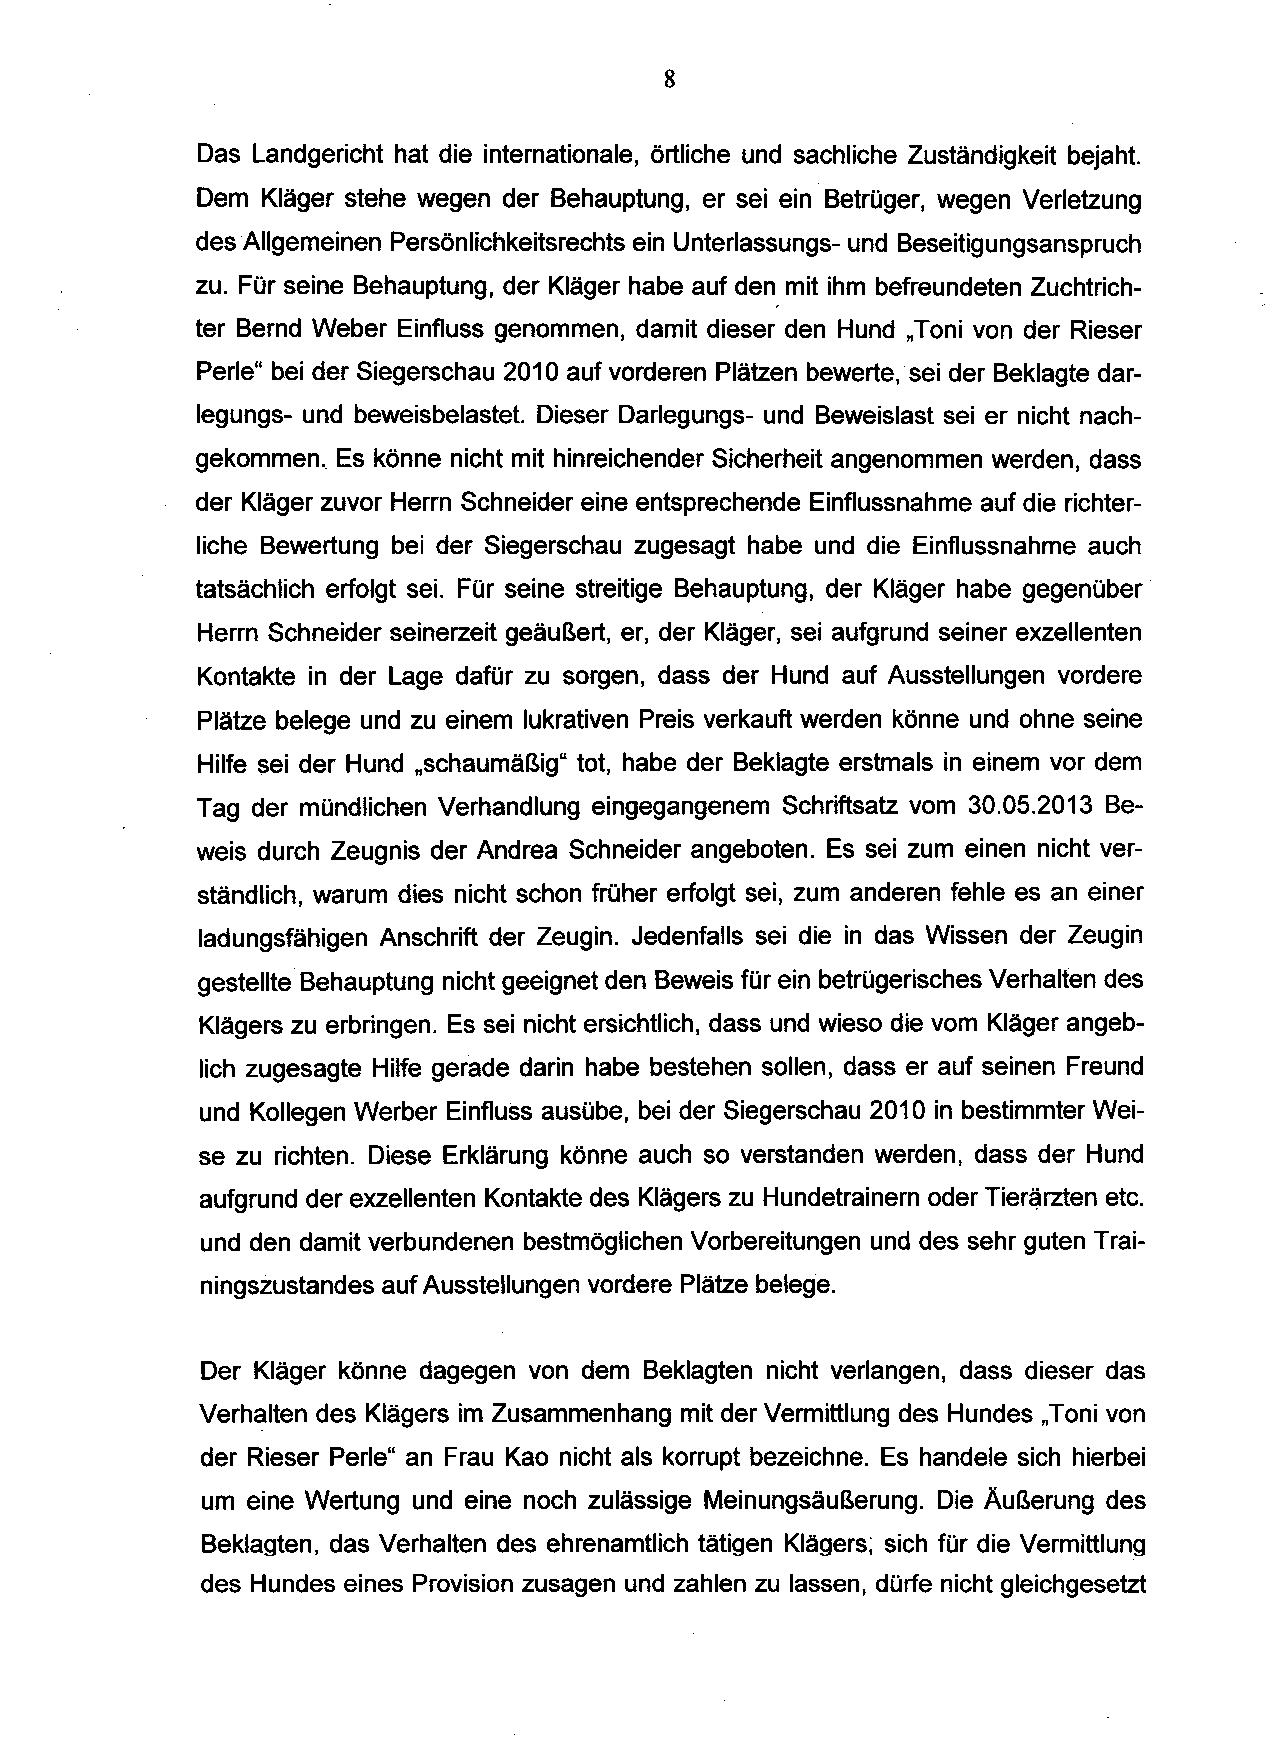 8
Das Landgericht hat die internationale, örtliche und sachliche Zuständigkeit bejaht.
Dem Kläger stehe wegen der Behauptung, er sei ein Betrüger, wegen Verletzung
des Allgemeinen Persönlichkeitsrechts ein Unterlassungs- und Beseitigungsanspruch
zu. Für seine Behauptung, der Kläger habe auf den mit ihm befreundeten Zuchtrich-
ter Bernd Weber Einfluss genommen, damit dieser den Hund „Toni von der Rieser
Perle“ bei der Siegerschau 2010 auf vorderen Plätzen bewerte, sei der Beklagte dar-
legungs- und beweisbelastet. Dieser Darlegungs- und Beweislast sei er nicht nach-
gekommen. Es könne nicht mit hinreichender Sicherheit angenommen werden, dass
der Kläger zuvor Herrn Schneider eine entsprechende Einflussnahme auf die richter-
liche Bewertung bei der Siegerschau zugesagt habe und die Einflussnahme auch
tatsächlich erfolgt sei. Für seine streitige Behauptung, der Kläger habe gegenüber
Herrn Schneider seinerzeit geäußert, er, der Kläger, sei aufgrund seiner exzellenten
Kontakte in der Lage dafür zu sorgen, dass der Hund auf Ausstellungen vordere
Plätze belege und zu einem lukrativen Preis verkauft werden könne und ohne seine
Hilfe sei der Hund „schaumäßig“ tot, habe der Beklagte erstmals in einem vor dem
Tag der mündlichen Verhandlung eingegangenem Schriftsatz vom 30.05.2013 Be-
weis durch Zeugnis der Andrea Schneider angeboten. Es sei zum einen nicht ver-
ständlich, warum dies nicht schon früher erfolgt sei, zum anderen fehle es an einer
ladungsfähigen Anschrift der Zeugin. Jedenfalls sei die in das Wissen der Zeugin
gestellte Behauptung nicht geeignet den Beweis für ein betrügerisches Verhalten des
Klägers zu erbringen. Es sei nicht ersichtlich, dass und wieso die vom Kläger angeb-
lich zugesagte Hilfe gerade darin habe bestehen sollen, dass er auf seinen Freund
und Kollegen Werber Einfluss ausübe, bei der Siegerschau 2010 in bestimmter Wei-
se zu richten. Diese Erklärung könne auch so verstanden werden, dass der Hund
aufgrund der exzellenten Kontakte des Klägers zu Hundetrainern oder Tierärzten etc.
und den damit verbundenen bestmöglichen Vorbereitungen und des sehr guten Trai-
ningszustandes auf Ausstellungen vordere Plätze belege.
Der Kläger könne dagegen von dem Beklagten nicht verlangen, dass dieser das
Verhalten des Klägers im Zusammenhang mit der Vermittlung des Hundes „Toni von
der Rieser Perle“ an Frau Kao nicht als korrupt bezeichne. Es handele sich hierbei
um eine Wertung und eine noch zulässige Meinungsäußerung. Die Äußerung des
Beklagten, das Verhalten des ehrenamtlich tätigen Klägers, sich für die Vermittlung
des Hundes eines Provision zusagen und zahlen zu lassen, dürfe nicht gleichgesetzt